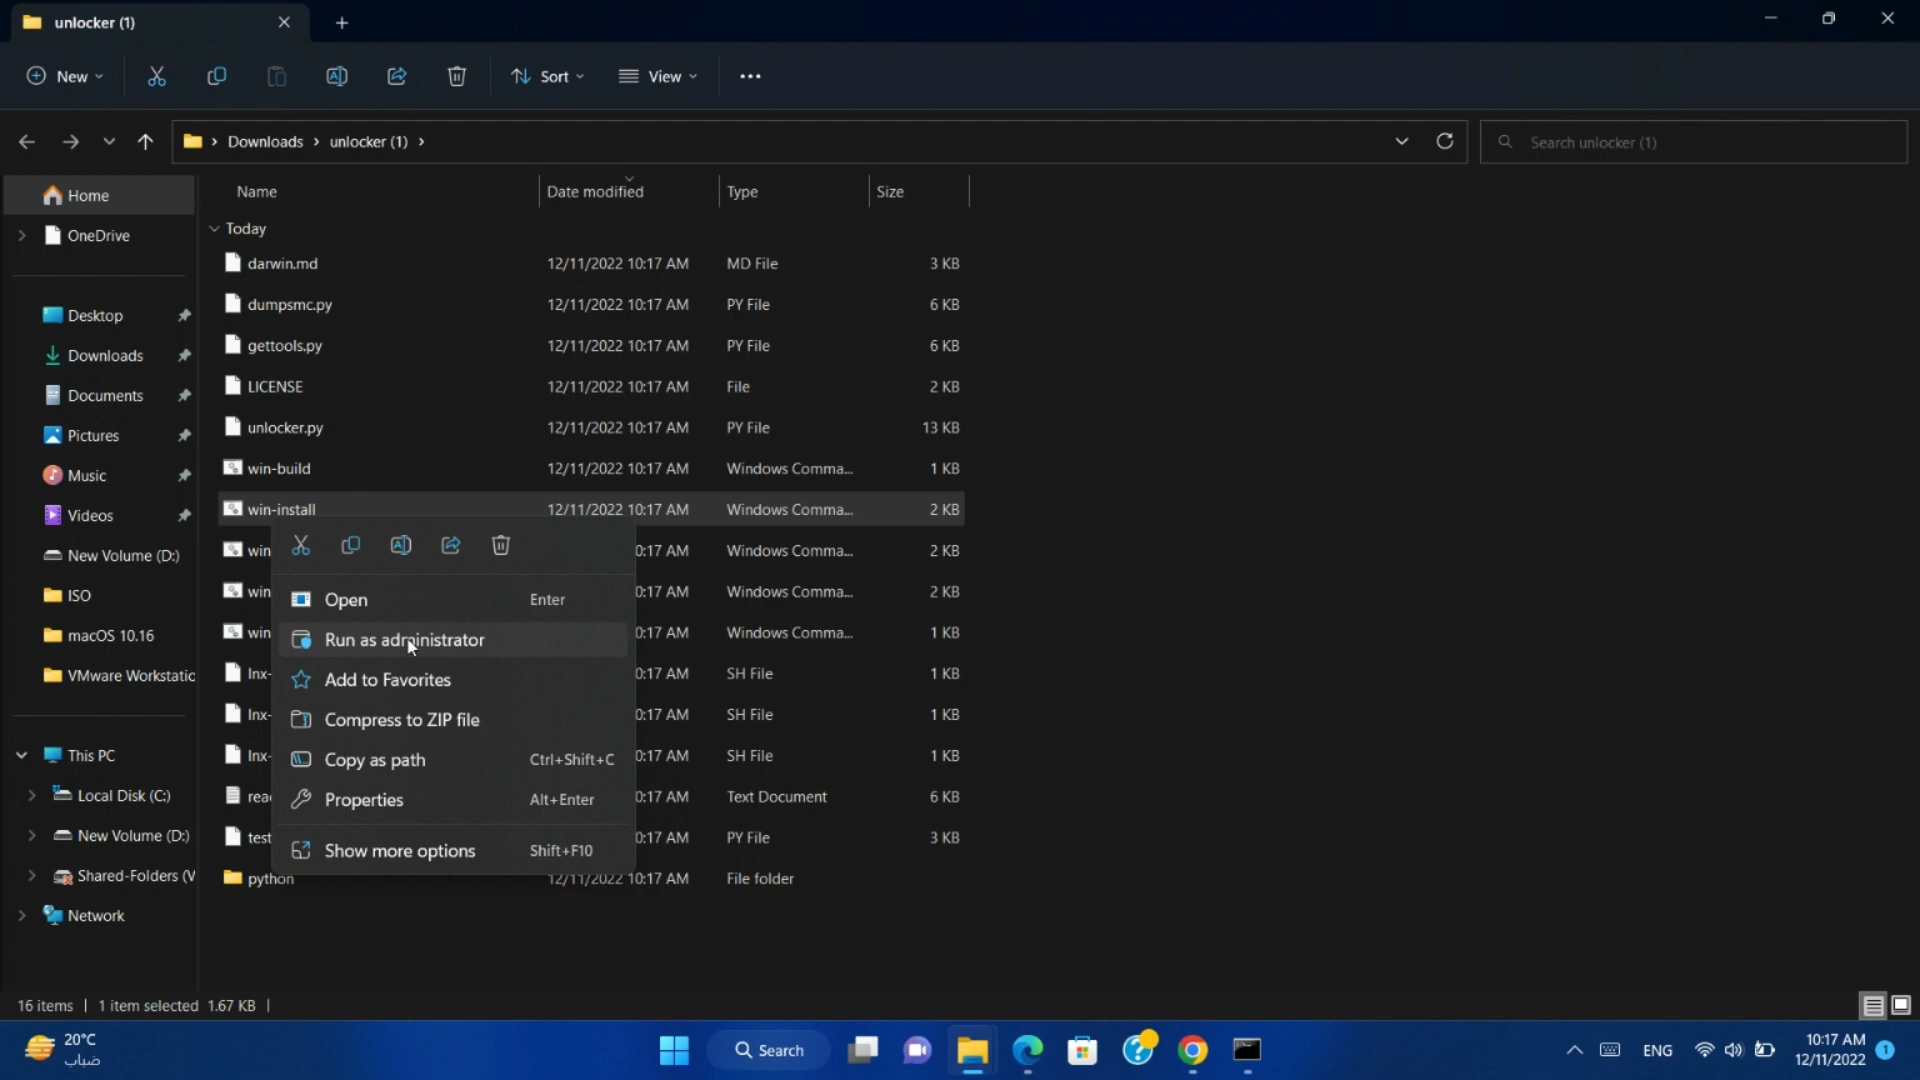 unlocker (1)
New
Sort
View
Downloads
unlocker (1)
Search unlocker (1)
Name
Date modified
Type
Size
Home
OneDrive
Desktop
Downloads
Documents
Pictures
Music
Videos
New Volume (D:)
ISO
macOS 10.16
VMware Workstatio
This PC
Local Disk (C:)
New Volume (D:)
Shared-Folders (V
Network
Today
darwin.md 12/11/2022 10:17 AM MD File 3 KB
dumpsmc.py 12/11/2022 10:17 AM PY File 6 KB
gettools.py 12/11/2022 10:17 AM PY File 6 KB
LICENSE 12/11/2022 10:17 AM File 2 KB
unlocker.py 12/11/2022 10:17 AM PY File 13 KB
win-build 12/11/2022 10:17 AM Windows Comma... 1 KB
win-install 12/11/2022 10:17 AM Windows Comma... 2 KB
win 0:17 AM Windows Comma... 2 KB
win 0:17 AM Windows Comma... 2 KB
win 0:17 AM Windows Comma... 1 KB
lnx- 0:17 AM SH File 1 KB
lnx- 0:17 AM SH File 1 KB
lnx- 0:17 AM SH File 1 KB
rea 0:17 AM Text Document 6 KB
test 0:17 AM PY File 3 KB
python 12/11/2022 10:17 AM File folder
Open Enter
Run as administrator
Add to Favorites
Compress to ZIP file
Copy as path Ctrl+Shift+C
Properties Alt+Enter
Show more options Shift+F10
16 items | 1 item selected 1.67 KB |
20°C
ضباب
Search
ENG
10:17 AM
12/11/2022
1